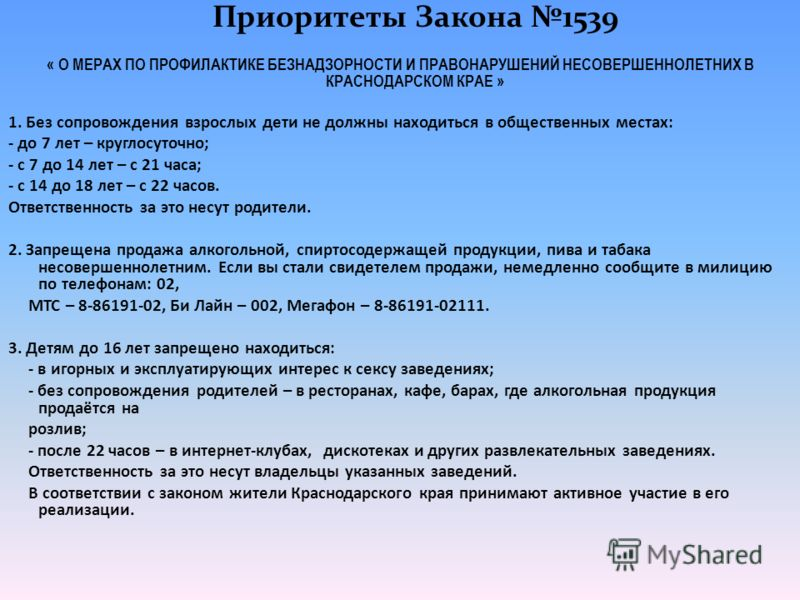 Приоритеты Закона №1539
« О МЕРАХ ПО ПРОФИЛАКТИКЕ БЕЗНАДЗОРНОСТИ И ПРАВОНАРУШЕНИЙ НЕСОВЕРШЕННОЛЕТНИХ В
КРАСНОДАРСКОМ КРАЕ »
1. Без сопровождения взрослых дети не должны находиться в общественных местах:
- до 7 лет – круглосуточно;
- с 7 до 14 лет – с 21 часа;
- с 14 до 18 лет – с 22 часов.
Ответственность за это несут родители.
2. Запрещена продажа алкогольной, спиртосодержащей продукции, пива и табака
несовершеннолетним. Если вы стали свидетелем продажи, немедленно сообщите в милицию
по телефонам: 02,
МТС – 8-86191-02, Би Лайн – 002, Мегафон – 8-86191-02111.
3. Детям до 16 лет запрещено находиться:
- в игорных и эксплуатирующих интерес к сексу заведениях;
- без сопровождения родителей – в ресторанах, кафе, барах, где алкогольная продукция
продаётся на
розлив;
- после 22 часов – в интернет-клубах, дискотеках и других развлекательных заведениях.
Ответственность за это несут владельцы указанных заведений.
В соответствии с законом жители Краснодарского края принимают активное участие в его
реализации.
MyShared